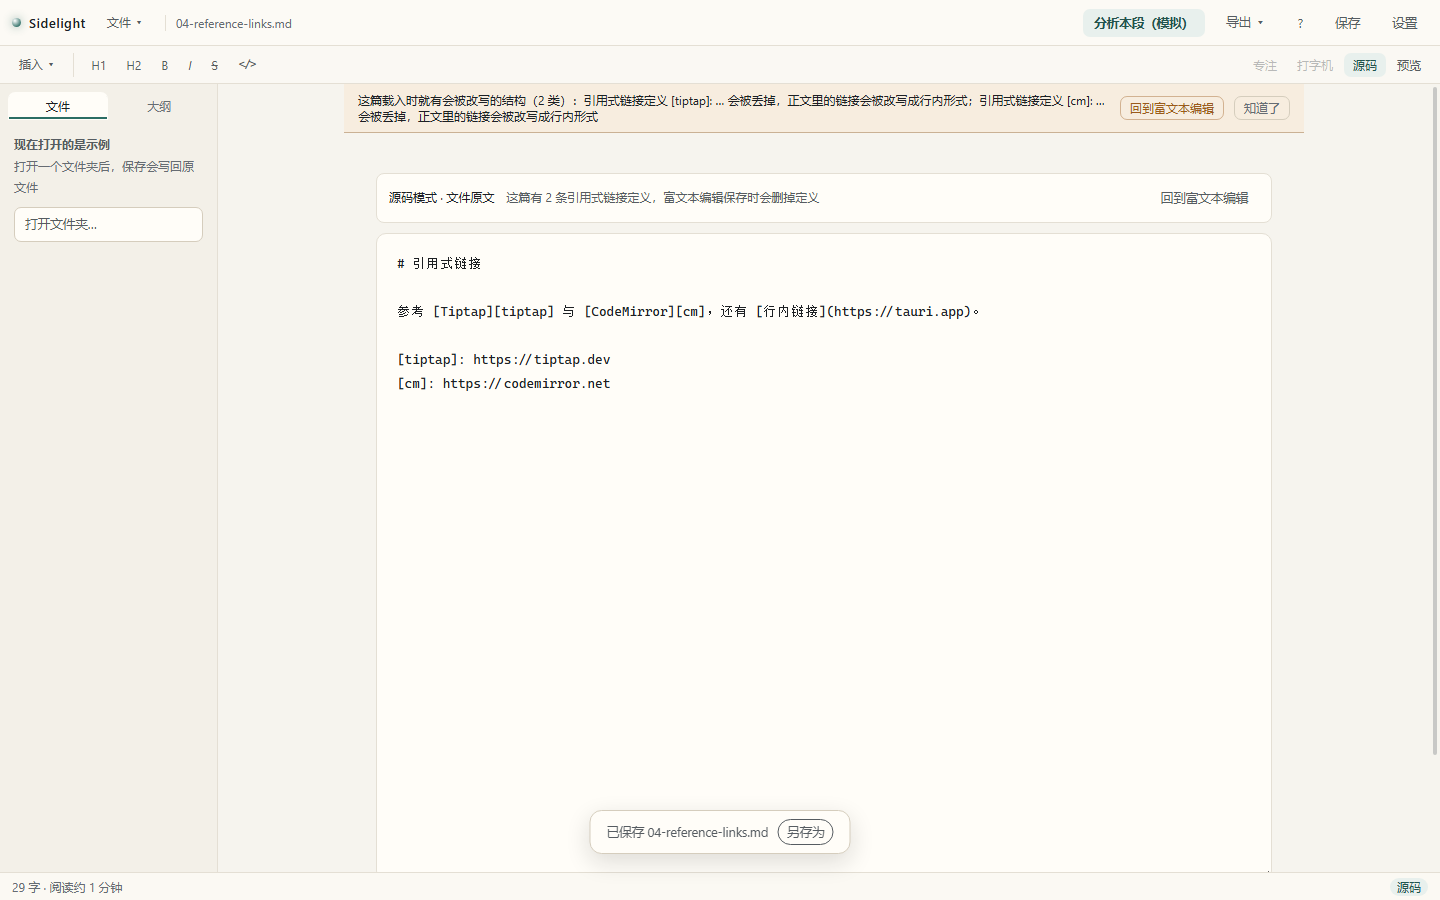 Sidelight 文件 ▾ 04-reference-links.md 分析本段（模拟） 导出 ▾ ? 保存 设置
插入 ▾ H1 H2 B I S </> 专注 打字机 源码 预览
文件 大纲
现在打开的是示例
打开一个文件夹后，保存会写回原
文件
打开文件夹...
这篇载入时就有会被改写的结构（2 类）：引用式链接定义 [tiptap]: ... 会被丢掉，正文里的链接会被改写成行内形式；引用式链接定义 [cm]: ...
会被丢掉，正文里的链接会被改写成行内形式
回到富文本编辑 知道了
源码模式 · 文件原文 这篇有 2 条引用式链接定义，富文本编辑保存时会删掉定义 回到富文本编辑
# 引用式链接
参考 [Tiptap][tiptap] 与 [CodeMirror][cm]，还有 [行内链接](https://tauri.app)。
[tiptap]: https://tiptap.dev
[cm]: https://codemirror.net
已保存 04-reference-links.md 另存为
29 字 · 阅读约 1 分钟 源码